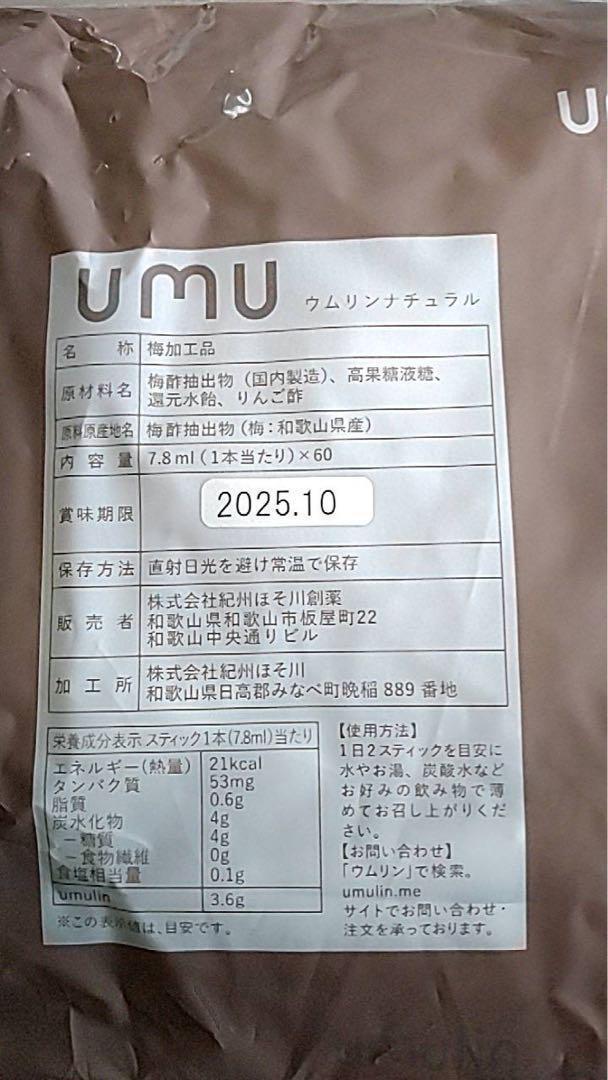 U
umu ウムリンナチュラル
名称 梅加工品
原材料名 梅酢抽出物（国内製造）、高果糖液糖、
還元水飴、りんご酢
原料原産地名 梅酢抽出物（梅：和歌山県産）
内容量 7.8ml（1本当たり）×60
賞味期限 2025.10
保存方法 直射日光を避け常温で保存
販売者 株式会社紀州ほそ川創薬
和歌山県和歌山市板屋町22
和歌山中央通りビル
加工所 株式会社紀州ほそ川
和歌山県日高郡みなべ町晩稲 889 番地
栄養成分表示 スティック1本(7.8ml)当たり
エネルギー（熱量） 21kcal
タンパク質 53mg
脂質 0.6g
炭水化物 4g
－糖質 4g
－食物繊維 0g
食塩相当量 0.1g
umulin 3.6g
※この表示値は、目安です。
【使用方法】
1日2スティックを目安に
水やお湯、炭酸水など
お好みの飲み物で薄
めてお召し上がりくだ
さい。
【お問い合わせ】
「ウムリン」で検索。
umulin.me
サイトでお問い合わせ・
注文を承っております。